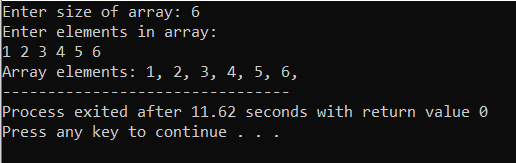 Enter size of array: 6
Enter elements in array:
1 2 3 4 5 6
Array elements: 1, 2, 3, 4, 5, 6,
--------------------------------
Process exited after 11.62 seconds with return value 0
Press any key to continue . . .